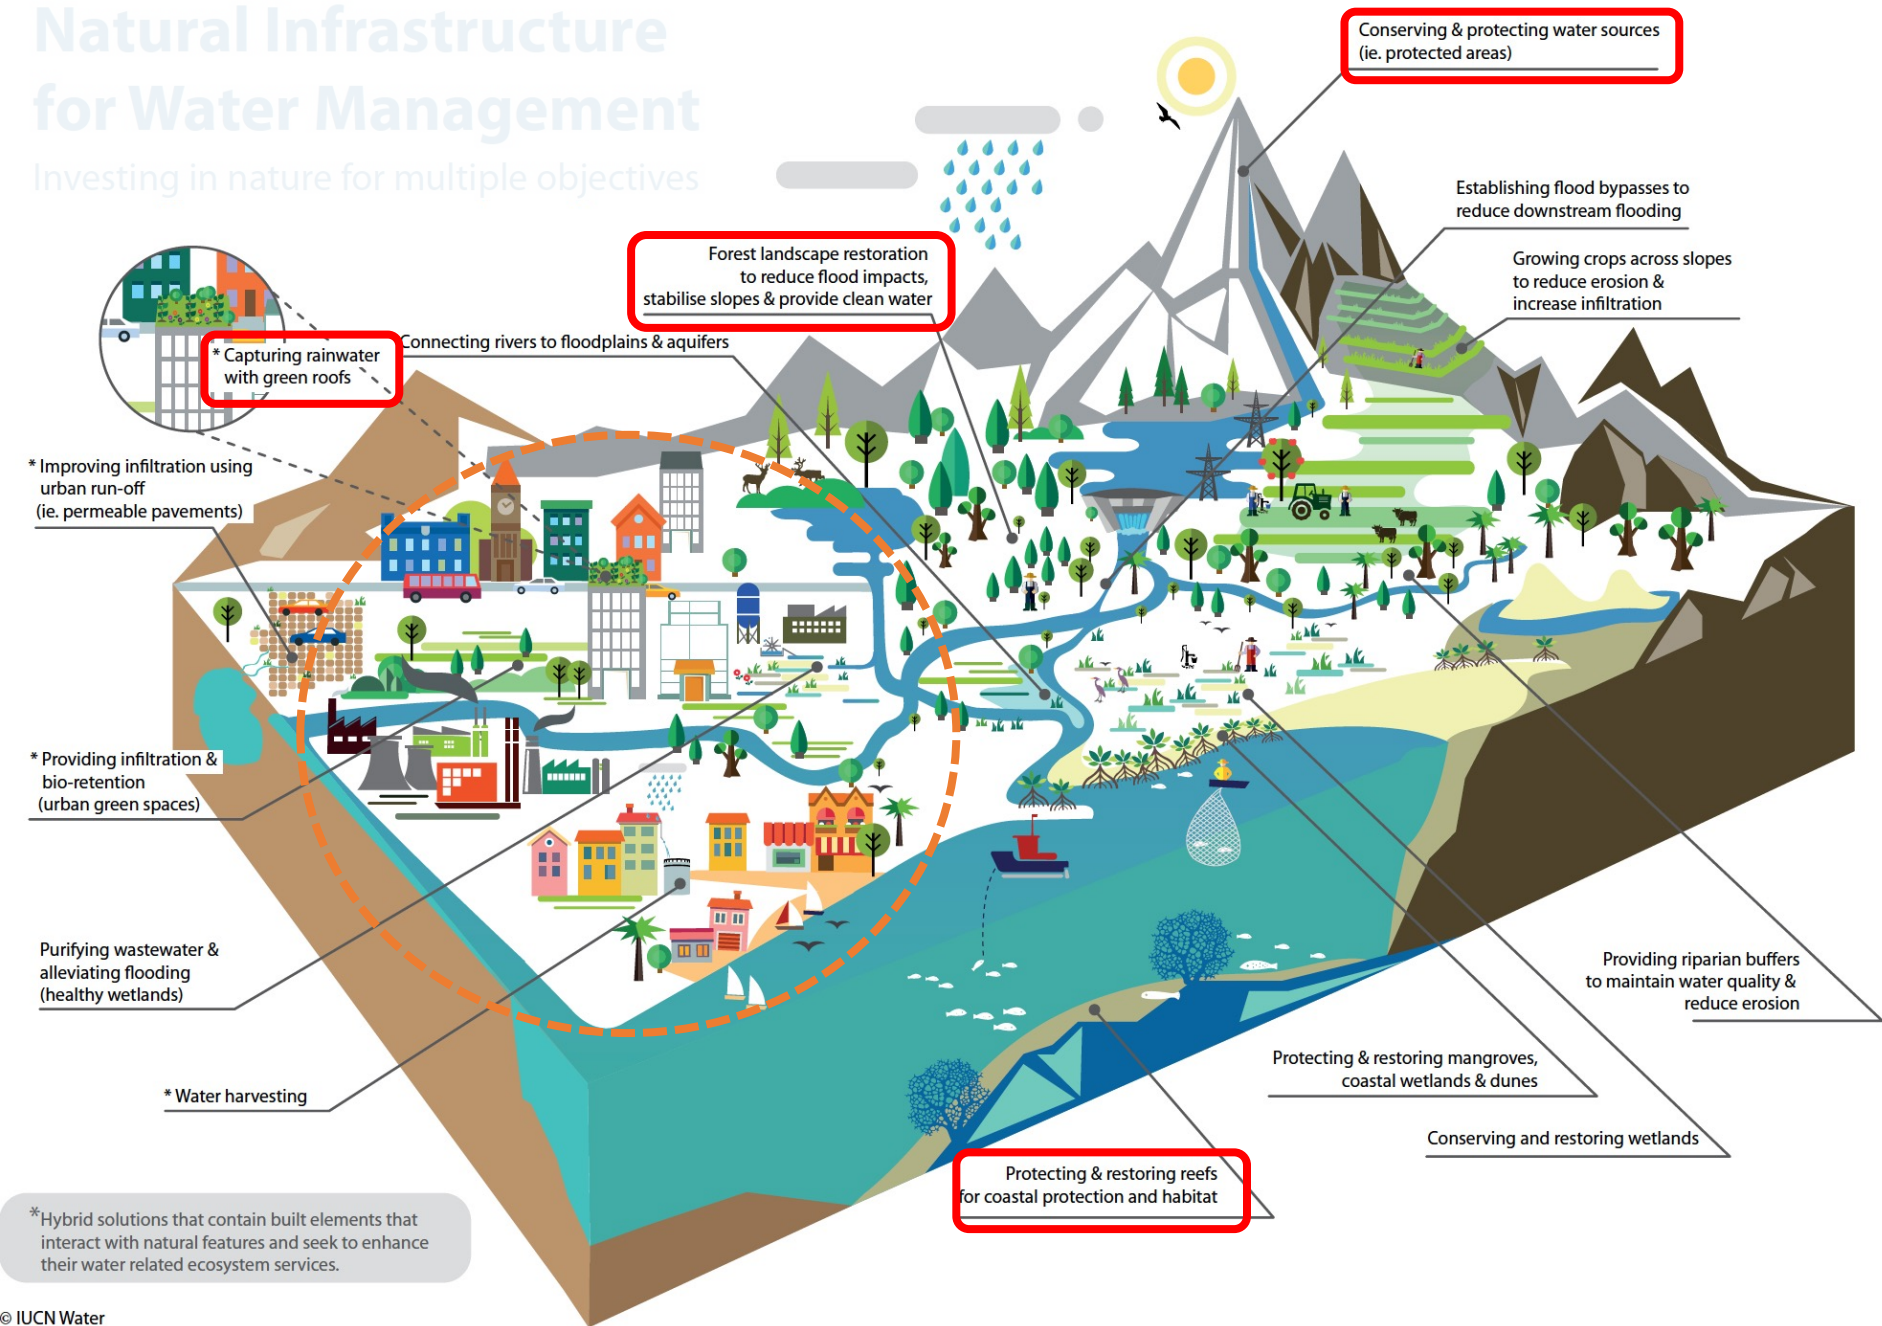 Natural Infrastructure
for Water Management
Investing in nature for multiple objectives
Conserving & protecting water sources
(ie. protected areas)
Establishing flood bypasses to
reduce downstream flooding
Growing crops across slopes
to reduce erosion &
increase infiltration
Forest landscape restoration
to reduce flood impacts,
stabilise slopes & provide clean water
Connecting rivers to floodplains & aquifers
* Capturing rainwater
with green roofs
* Improving infiltration using
urban run-off
(ie. permeable pavements)
* Providing infiltration &
bio-retention
(urban green spaces)
Purifying wastewater &
alleviating flooding
(healthy wetlands)
* Water harvesting
Providing riparian buffers
to maintain water quality &
reduce erosion
Protecting & restoring mangroves,
coastal wetlands & dunes
Conserving and restoring wetlands
Protecting & restoring reefs
for coastal protection and habitat
*Hybrid solutions that contain built elements that
interact with natural features and seek to enhance
their water related ecosystem services.
© IUCN Water